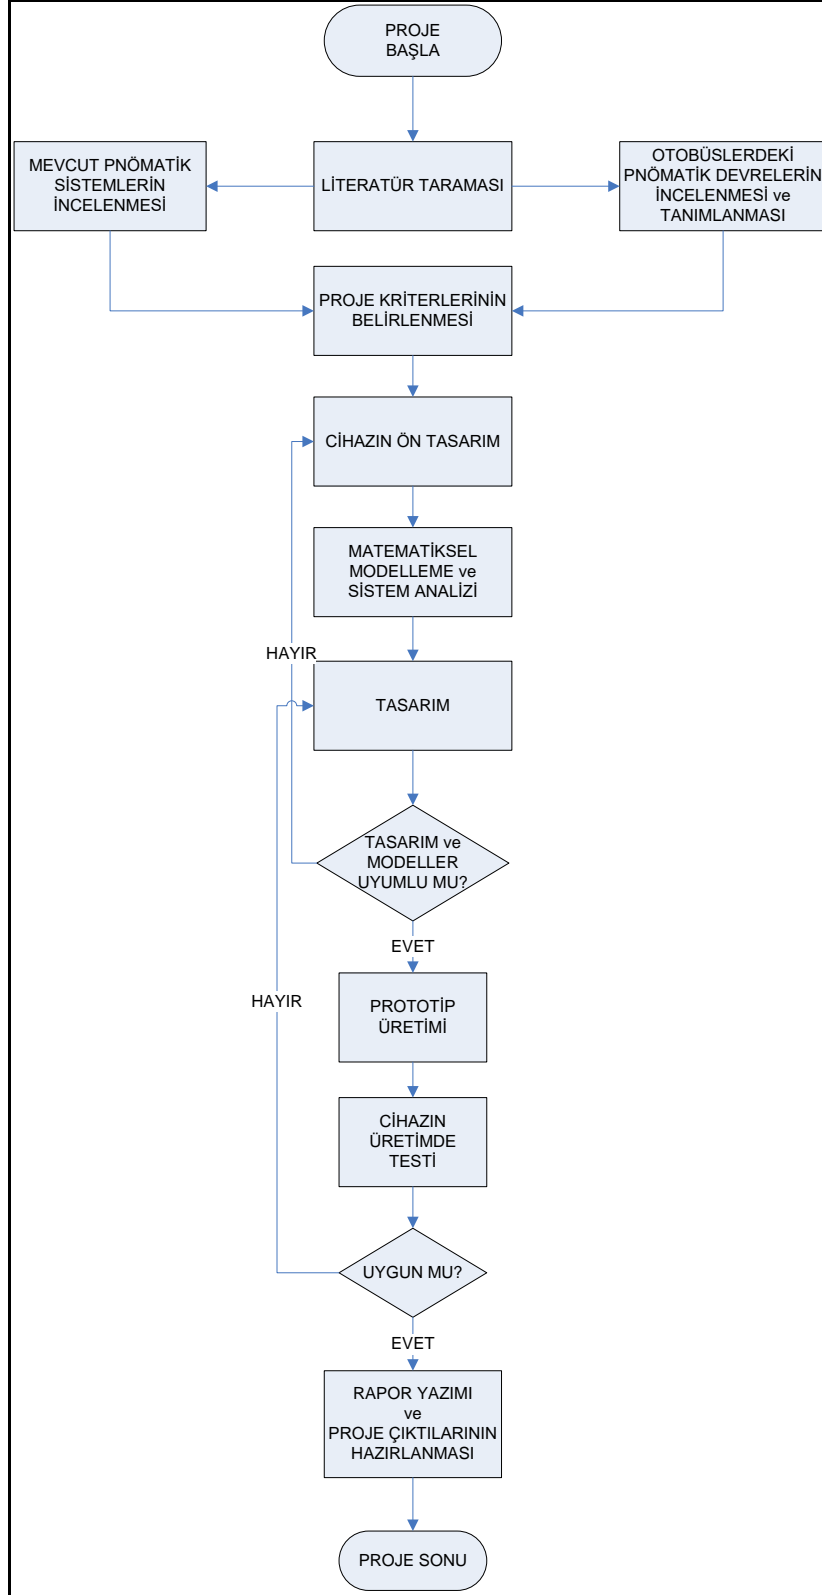 PROJE
BAŞLA
MEVCUT PNÖMATİK
SİSTEMLERİN
İNCELENMESİ
LİTERATÜR TARAMASI
OTOBÜSLERDEKİ
PNÖMATİK DEVRELERİN
İNCELENMESİ ve
TANIMLANMASI
PROJE KRİTERLERİNİN
BELİRLENMESİ
CİHAZIN ÖN TASARIM
MATEMATİKSEL
MODELLEME ve
SİSTEM ANALİZİ
HAYIR
TASARIM
TASARIM ve
MODELLER
UYUMLU MU?
EVET
HAYIR
PROTOTİP
ÜRETİMİ
CİHAZIN
ÜRETİMDE
TESTİ
UYGUN MU?
EVET
RAPOR YAZIMI
ve
PROJE ÇIKTILARININ
HAZIRLANMASI
PROJE SONU